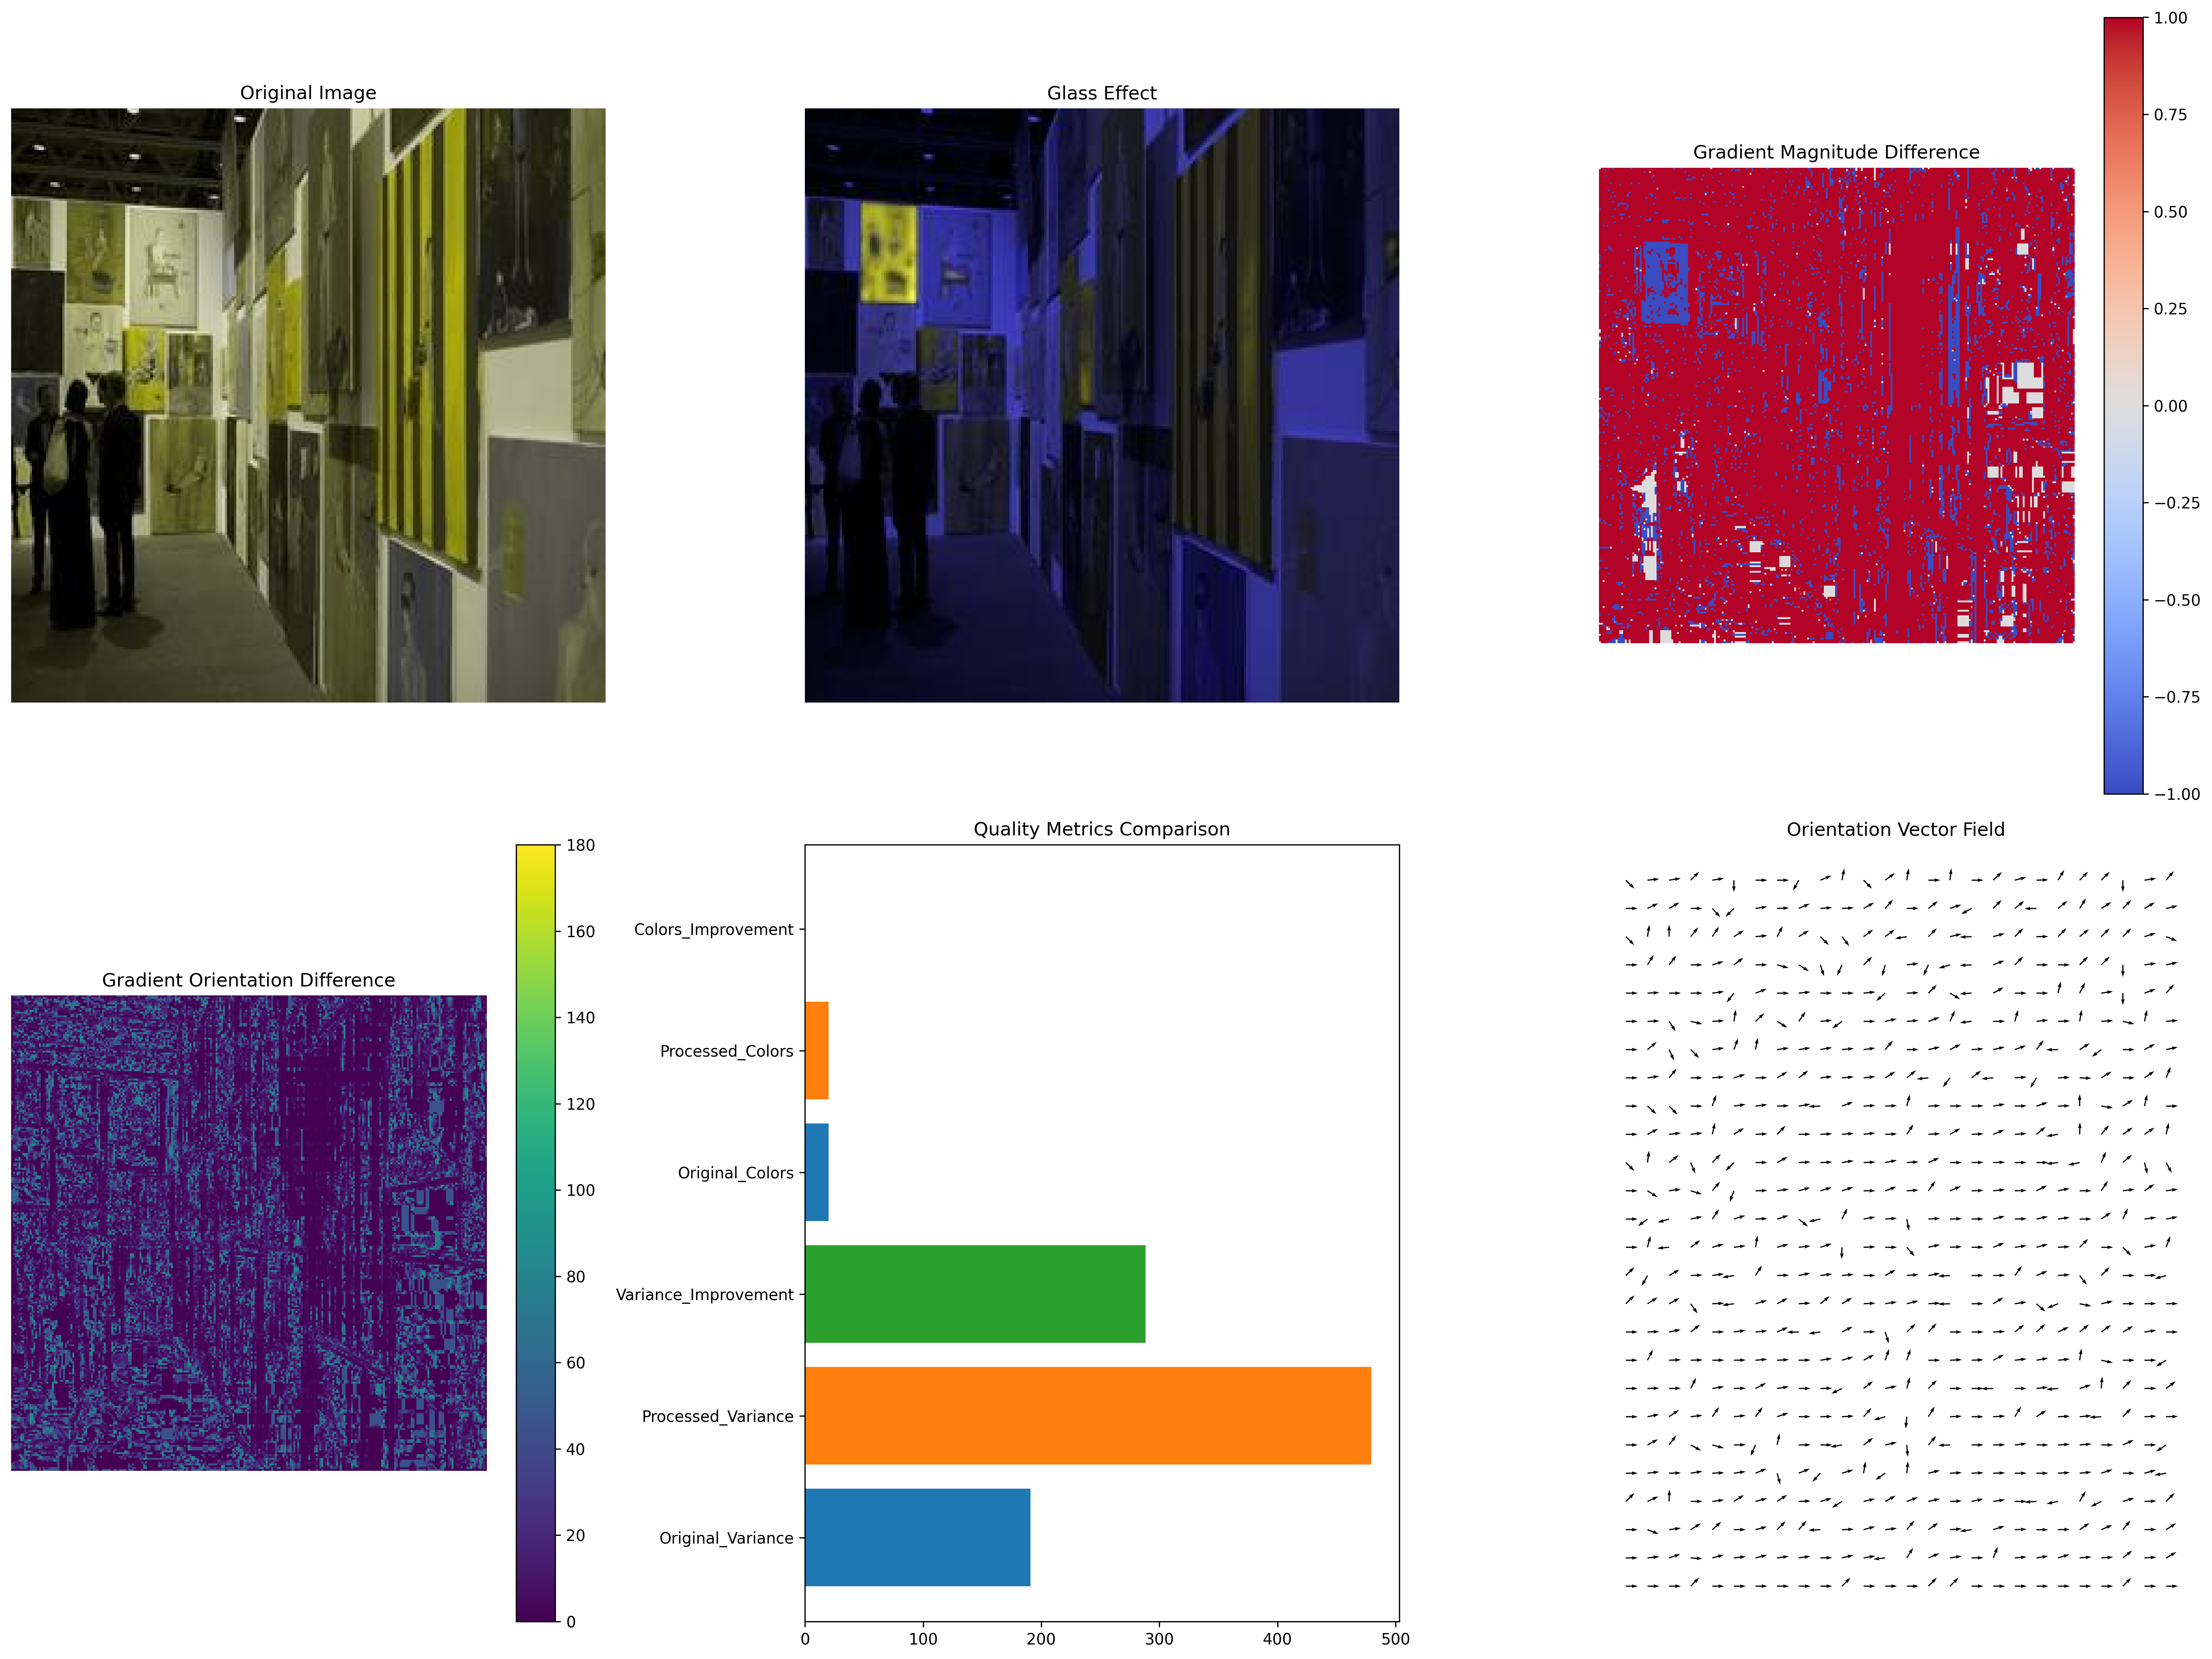 Original Image
Glass Effect
Gradient Magnitude Difference
1.00
0.75
0.50
0.25
0.00
−0.25
−0.50
−0.75
−1.00
Gradient Orientation Difference
180
160
140
120
100
80
60
40
20
0
Quality Metrics Comparison
Colors_Improvement
Processed_Colors
Original_Colors
Variance_Improvement
Processed_Variance
Original_Variance
0 100 200 300 400 500
Orientation Vector Field